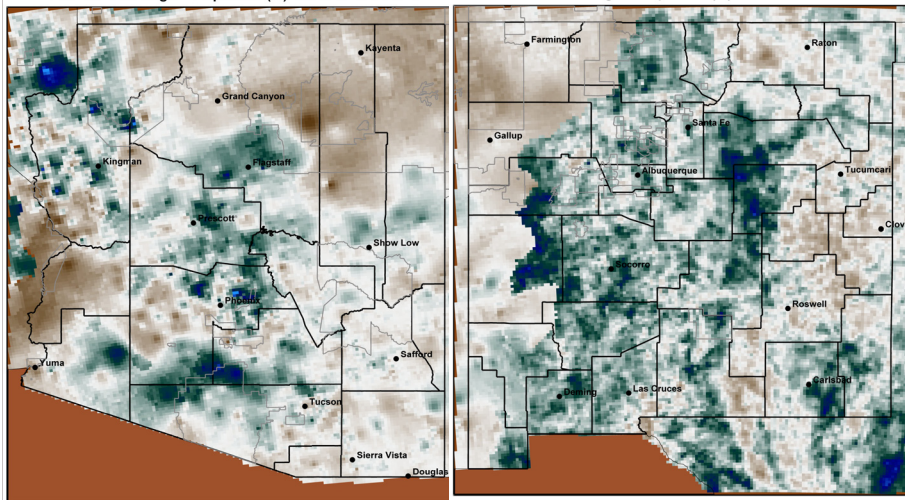 Kayenta
Grand Canyon
Kingman
Flagstaff
Prescott
Show Low
Phoenix
Safford
Yuma
Tucson
Sierra Vista
Douglas
Farmington
Raton
Gallup
Santa Fe
Albuquerque
Tucumcari
Clov
Socorro
Roswell
Carlsbad
Deming
Las Cruces